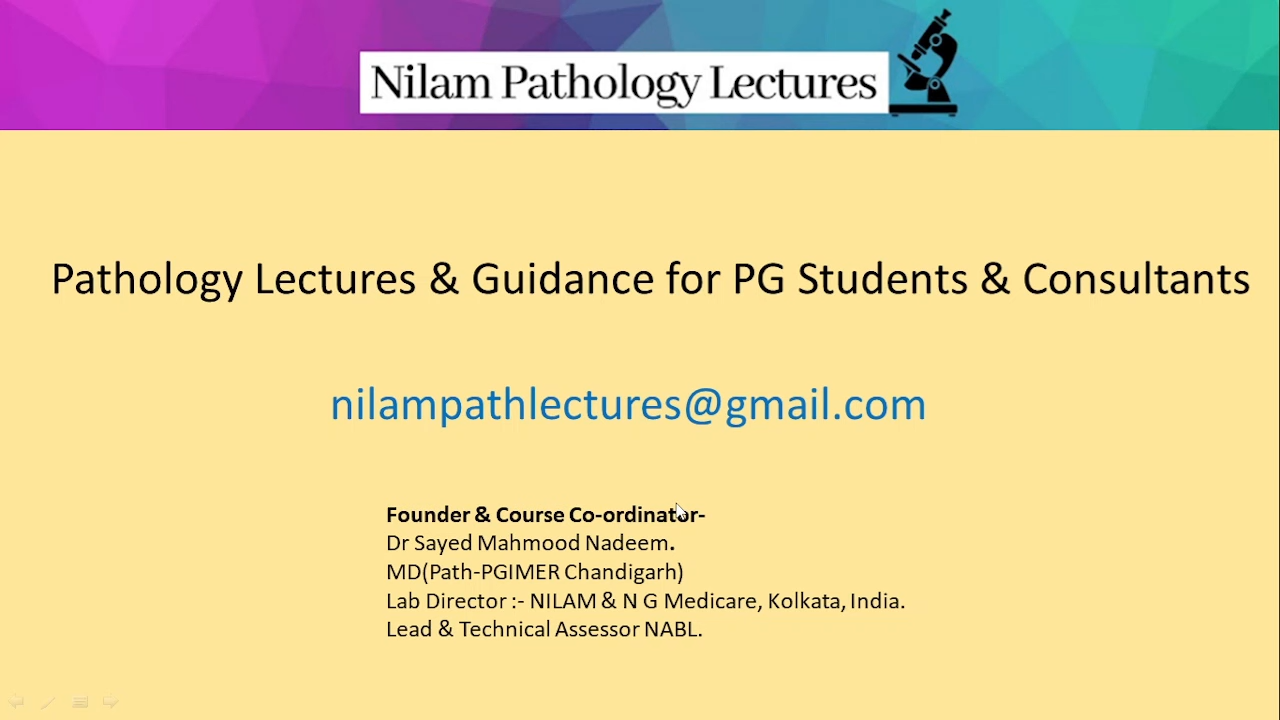 Nilam Pathology Lectures
Pathology Lectures & Guidance for PG Students & Consultants
nilampathlectures@gmail.com
Founder & Course Co-ordinator-
Dr Sayed Mahmood Nadeem.
MD(Path-PGIMER Chandigarh)
Lab Director :- NILAM & N G Medicare, Kolkata, India.
Lead & Technical Assessor NABL.